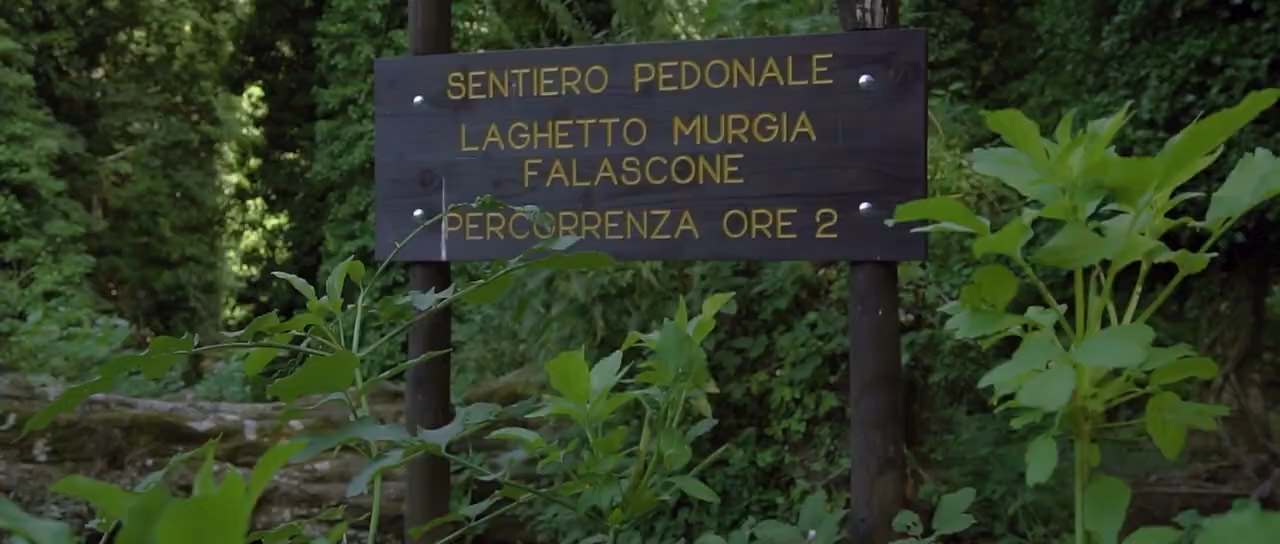 SENTIERO PEDONALE
LAGHETTO MURGIA
FALASCONE
PERCORRENZA ORE 2